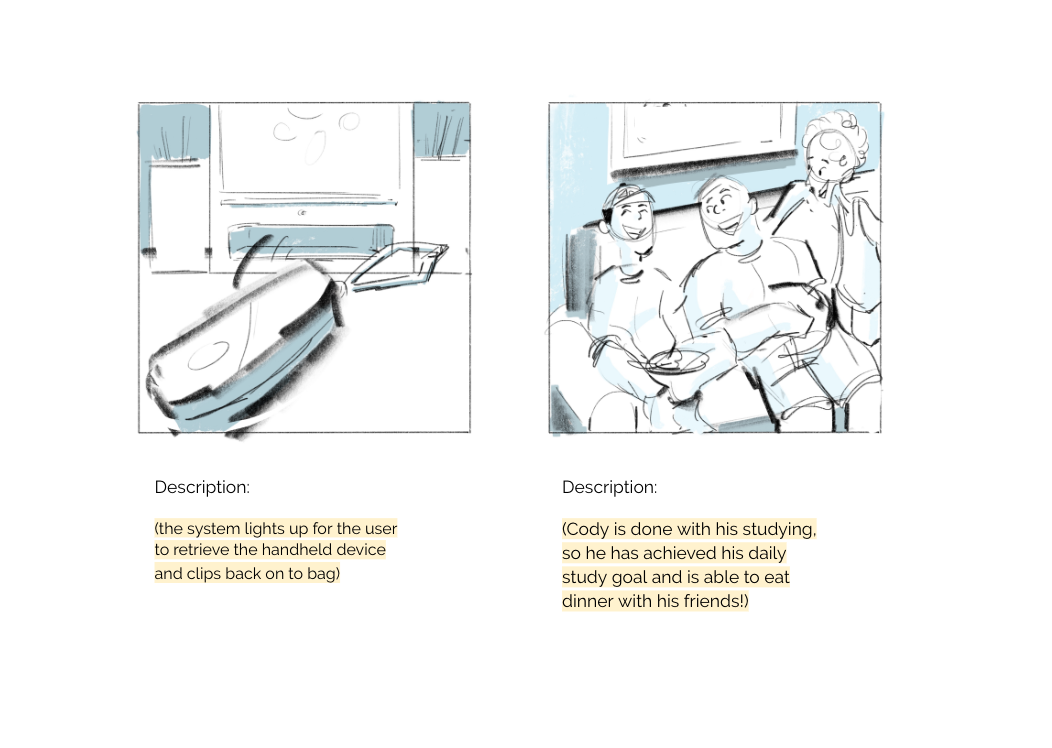 Description:
(the system lights up for the user
to retrieve the handheld device
and clips back on to bag)
Description:
(Cody is done with his studying,
so he has achieved his daily
study goal and is able to eat
dinner with his friends!)